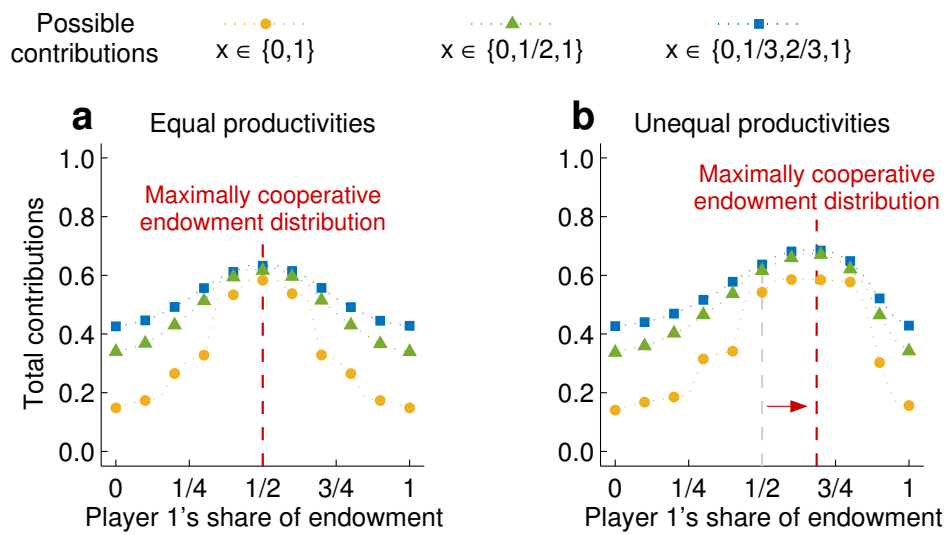 Possible
contributions
x ∈ {0,1}
x ∈ {0,1/2,1}
x ∈ {0,1/3,2/3,1}
a
Equal productivities
Maximally cooperative
endowment distribution
Total contributions
1.0
0.8
0.6
0.4
0.2
0.0
0
1/4
1/2
3/4
1
Player 1's share of endowment
b
Unequal productivities
Maximally cooperative
endowment distribution
1.0
0.8
0.6
0.4
0.2
0.0
0
1/4
1/2
3/4
1
Player 1's share of endowment